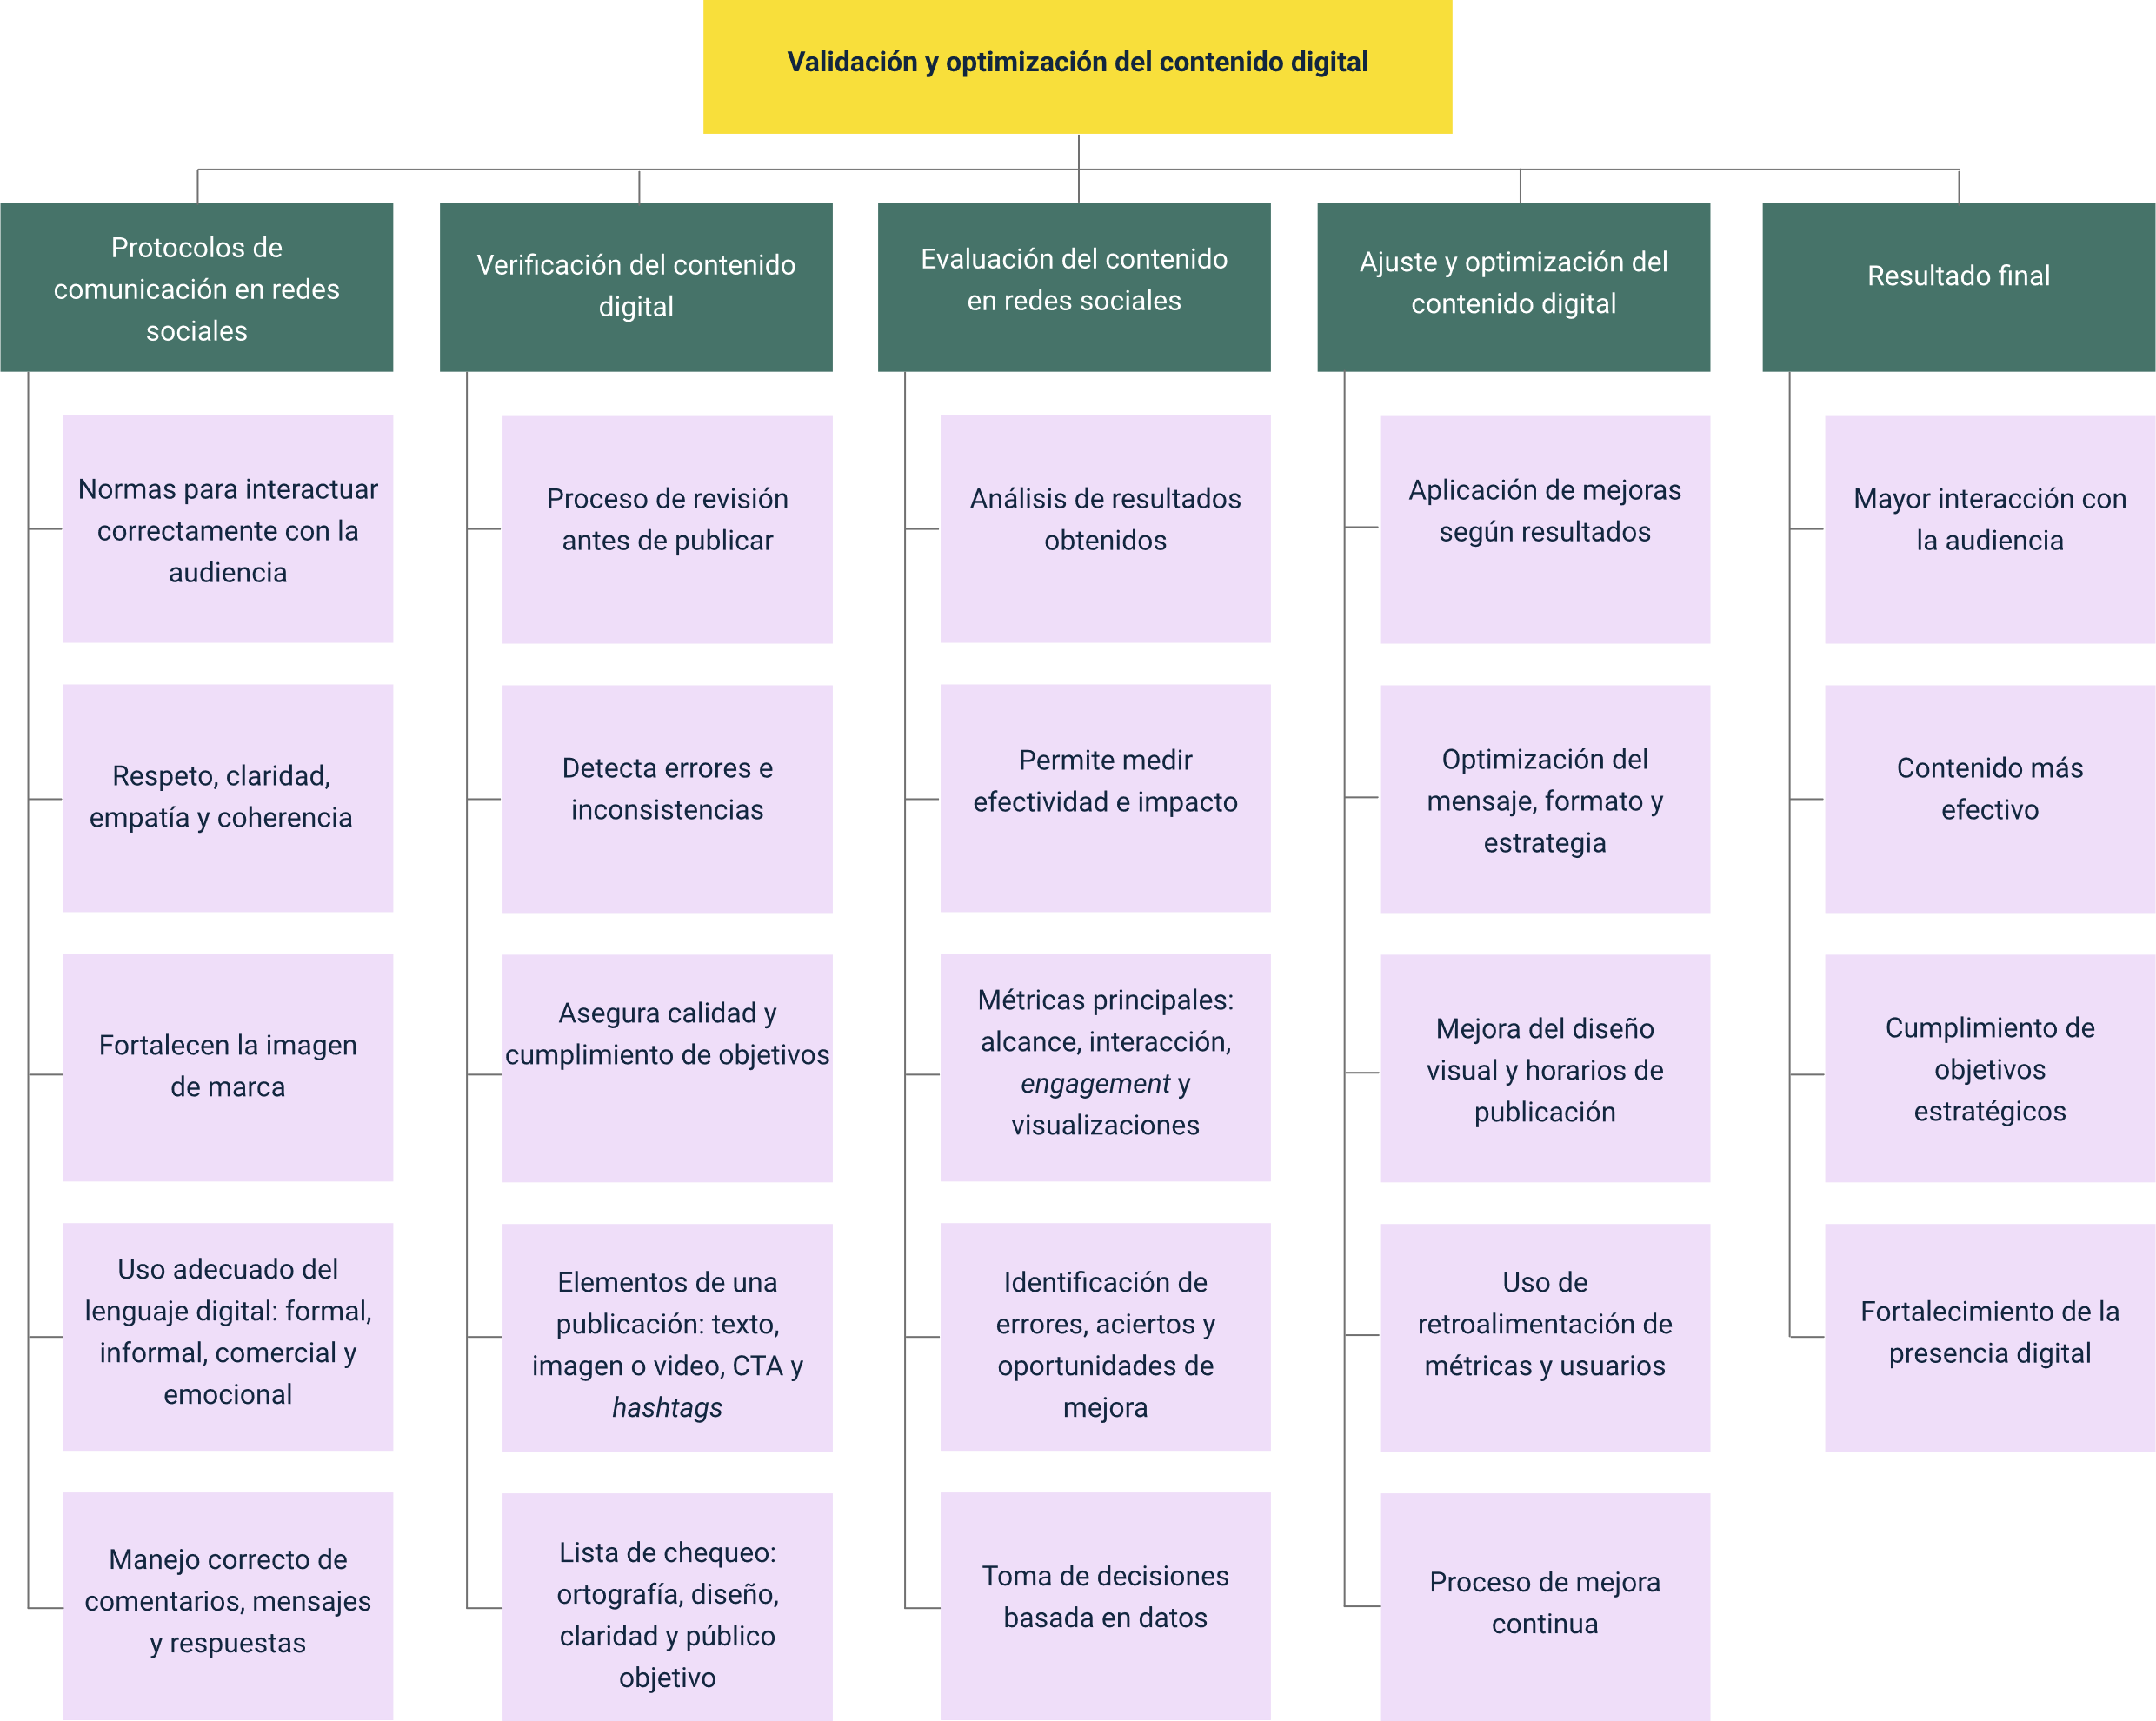 Validación y optimización del contenido digital
Protocolos de
comunicación en redes
sociales
Normas para interactuar
correctamente con la
audiencia
Respeto, claridad,
empatía y coherencia
Fortalecen la imagen
de marca
Uso adecuado del
lenguaje digital: formal,
informal, comercial y
emocional
Manejo correcto de
comentarios, mensajes
y respuestas
Verificación del contenido
digital
Proceso de revisión
antes de publicar
Detecta errores e
inconsistencias
Asegura calidad y
cumplimiento de objetivos
Elementos de una
publicación: texto,
imagen o video, CTA y
hashtags
Lista de chequeo:
ortografía, diseño,
claridad y público
objetivo
Evaluación del contenido
en redes sociales
Análisis de resultados
obtenidos
Permite medir
efectividad e impacto
Métricas principales:
alcance, interacción,
engagement y
visualizaciones
Identificación de
errores, aciertos y
oportunidades de
mejora
Toma de decisiones
basada en datos
Ajuste y optimización del
contenido digital
Aplicación de mejoras
según resultados
Optimización del
mensaje, formato y
estrategia
Mejora del diseño
visual y horarios de
publicación
Uso de
retroalimentación de
métricas y usuarios
Proceso de mejora
continua
Resultado final
Mayor interacción con
la audiencia
Contenido más
efectivo
Cumplimiento de
objetivos
estratégicos
Fortalecimiento de la
presencia digital